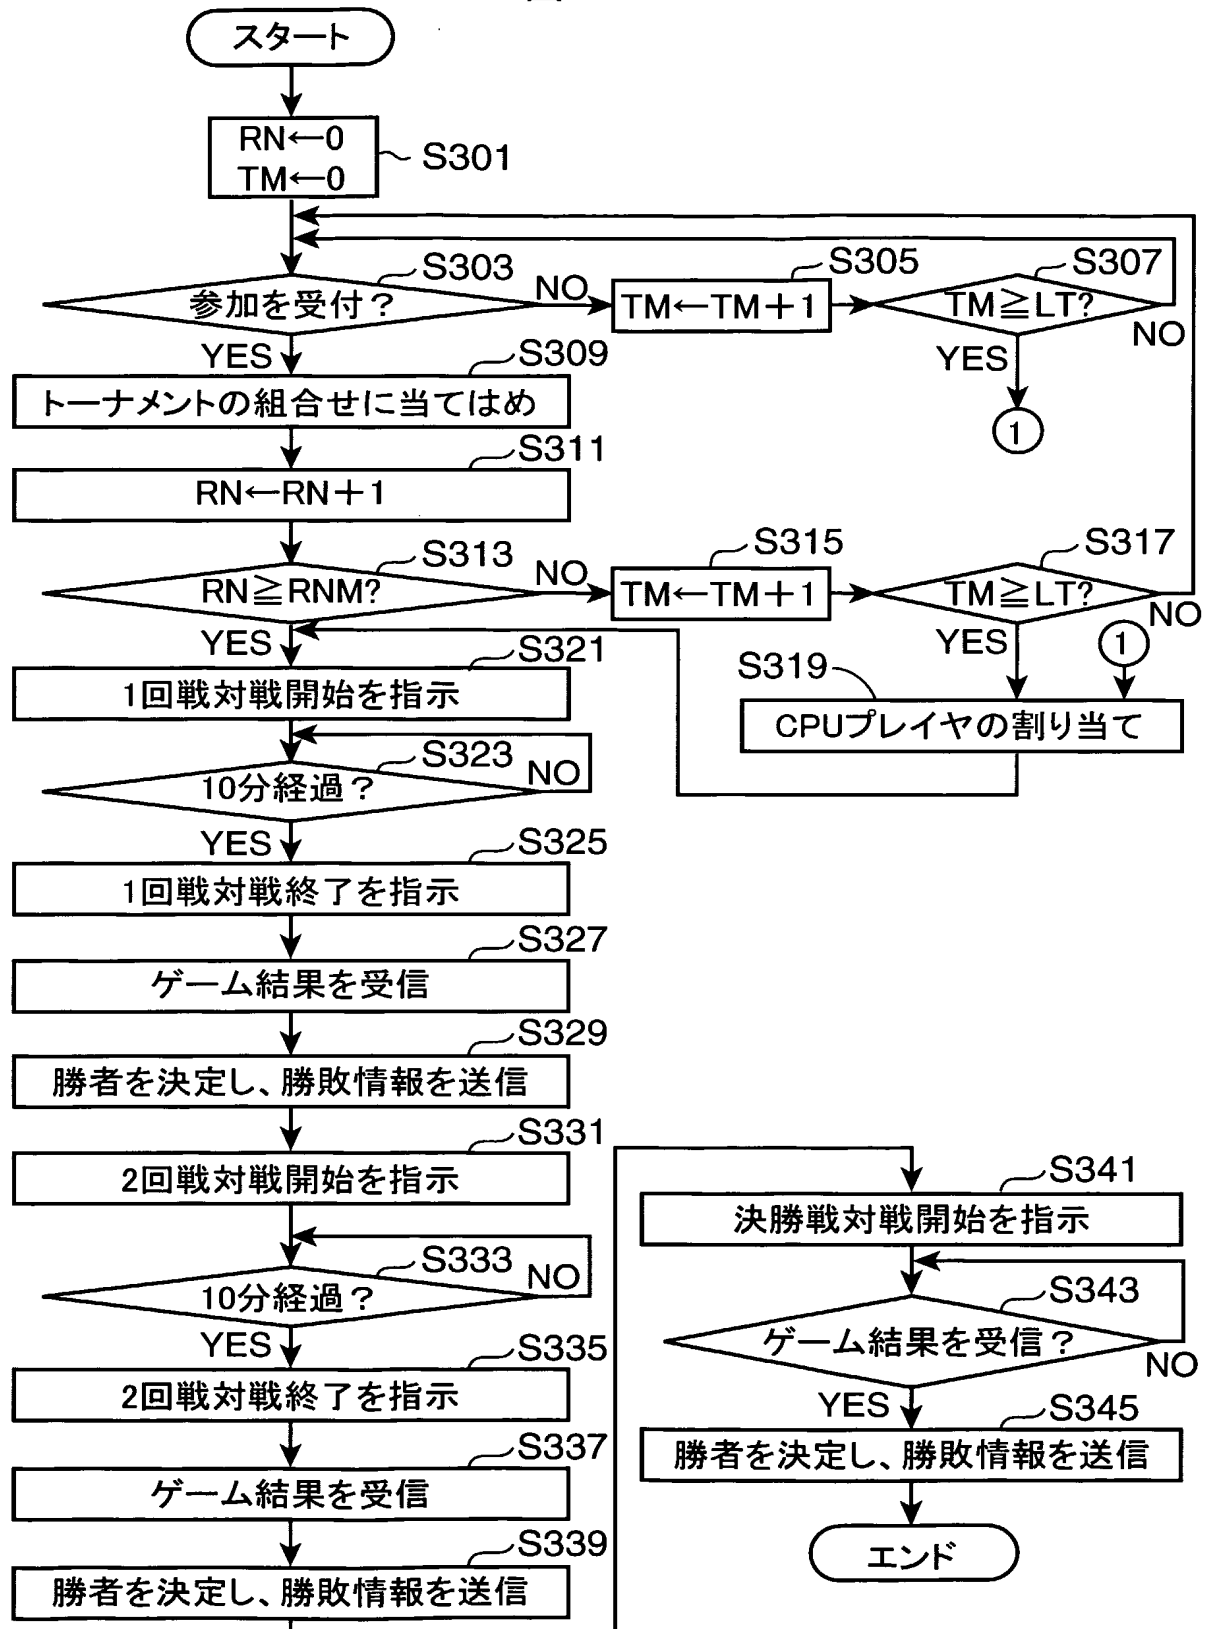 スタート
RN←0
TM←0
S301
参加を受付？
S303
NO
TM←TM＋1
S305
TM≧LT?
S307
NO
YES
1
YES
S309
トーナメントの組合せに当てはめ
S311
RN←RN＋1
S313
RN≧RNM?
NO
S315
TM←TM＋1
S317
TM≧LT?
NO
YES
1
S319
CPUプレイヤの割り当て
YES
S321
1回戦対戦開始を指示
S323
10分経過？
NO
YES
S325
1回戦対戦終了を指示
S327
ゲーム結果を受信
S329
勝者を決定し、勝敗情報を送信
S331
2回戦対戦開始を指示
S333
10分経過？
NO
YES
S335
2回戦対戦終了を指示
S337
ゲーム結果を受信
S339
勝者を決定し、勝敗情報を送信
S341
決勝戦対戦開始を指示
S343
ゲーム結果を受信？
NO
YES
S345
勝者を決定し、勝敗情報を送信
エンド